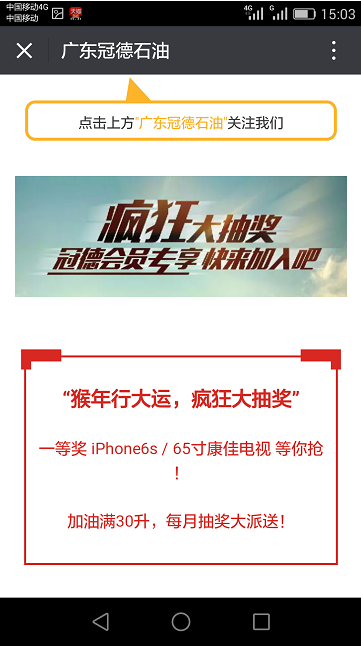 中国移动4G
中国移动
4G
G
15:03
广东冠德石油
点击上方"广东冠德石油"关注我们
疯狂大抽奖
冠德会员专享 快来加入吧
“猴年行大运，疯狂大抽奖”
一等奖 iPhone6s / 65寸康佳电视 等你抢
！
加油满30升，每月抽奖大派送！